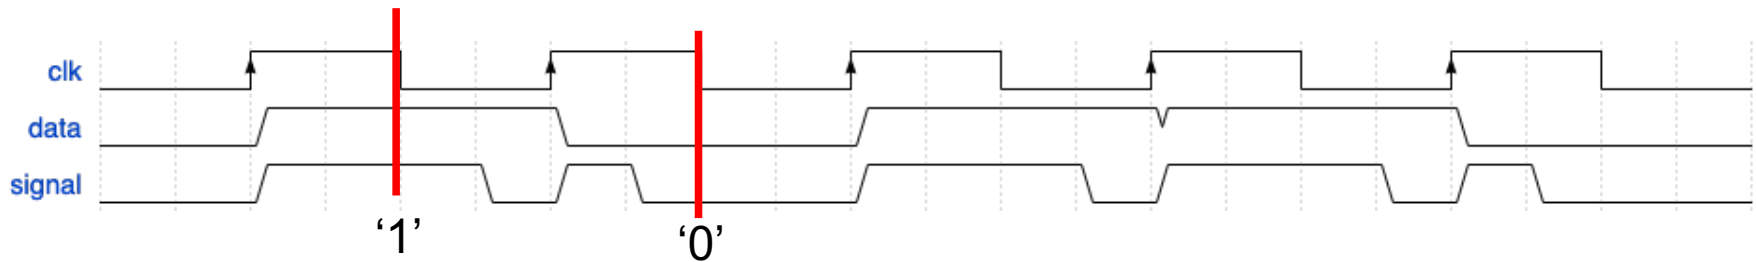 clk
data
signal
‘1’
‘0’